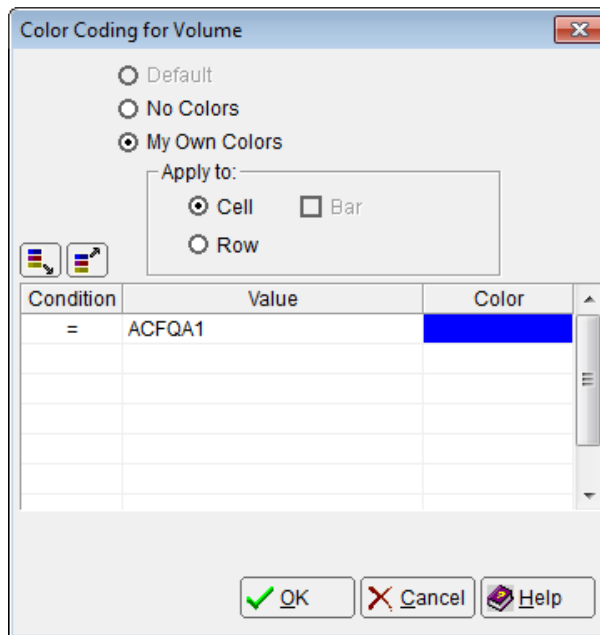 Color Coding for Volume
Default
No Colors
My Own Colors
Apply to:
Cell Bar
Row
Condition Value Color
= ACFQA1
OK Cancel Help